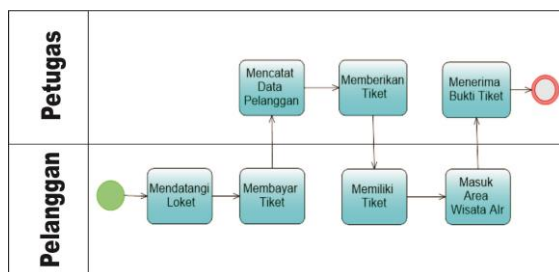 Petugas
Mencatat
Data
Pelanggan
Memberikan
Tiket
Menerima
Bukti Tiket
Pelanggan
Mendatangi
Loket
Membayar
Tiket
Memiliki
Tiket
Masuk
Area
Wisata AIr